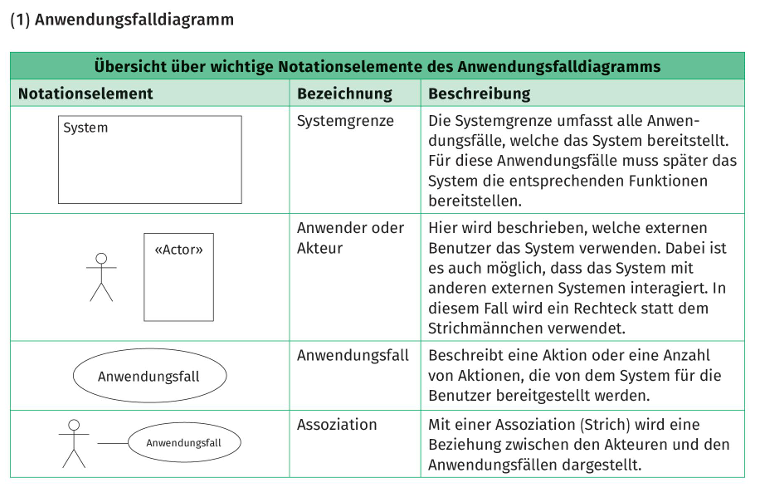 (1) Anwendungsfalldiagramm
Übersicht über wichtige Notationselemente des Anwendungsfalldiagramms
Notationselement
Bezeichnung
Beschreibung
System
Systemgrenze
Die Systemgrenze umfasst alle Anwen-
dungsfälle, welche das System bereitstellt.
Für diese Anwendungsfälle muss später das
System die entsprechenden Funktionen
bereitstellen.
«Actor»
Anwender oder
Akteur
Hier wird beschrieben, welche externen
Benutzer das System verwenden. Dabei ist
es auch möglich, dass das System mit
anderen externen Systemen interagiert. In
diesem Fall wird ein Rechteck statt dem
Strichmännchen verwendet.
Anwendungsfall
Anwendungsfall
Beschreibt eine Aktion oder eine Anzahl
von Aktionen, die von dem System für die
Benutzer bereitgestellt werden.
Anwendungsfall
Assoziation
Mit einer Assoziation (Strich) wird eine
Beziehung zwischen den Akteuren und den
Anwendungsfällen dargestellt.